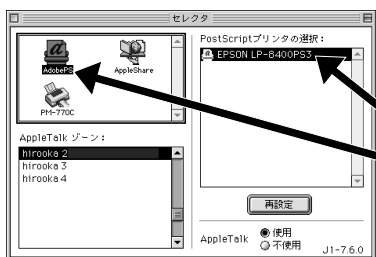 セレクタ
AdobePS
AppleShare
PM-770C
AppleTalk ゾーン：
hirooka 2
hirooka 3
hirooka 4
PostScriptプリンタの選択：
EPSON LP-8400PS3
再設定
AppleTalk
使用
不使用
J1-7.6.0